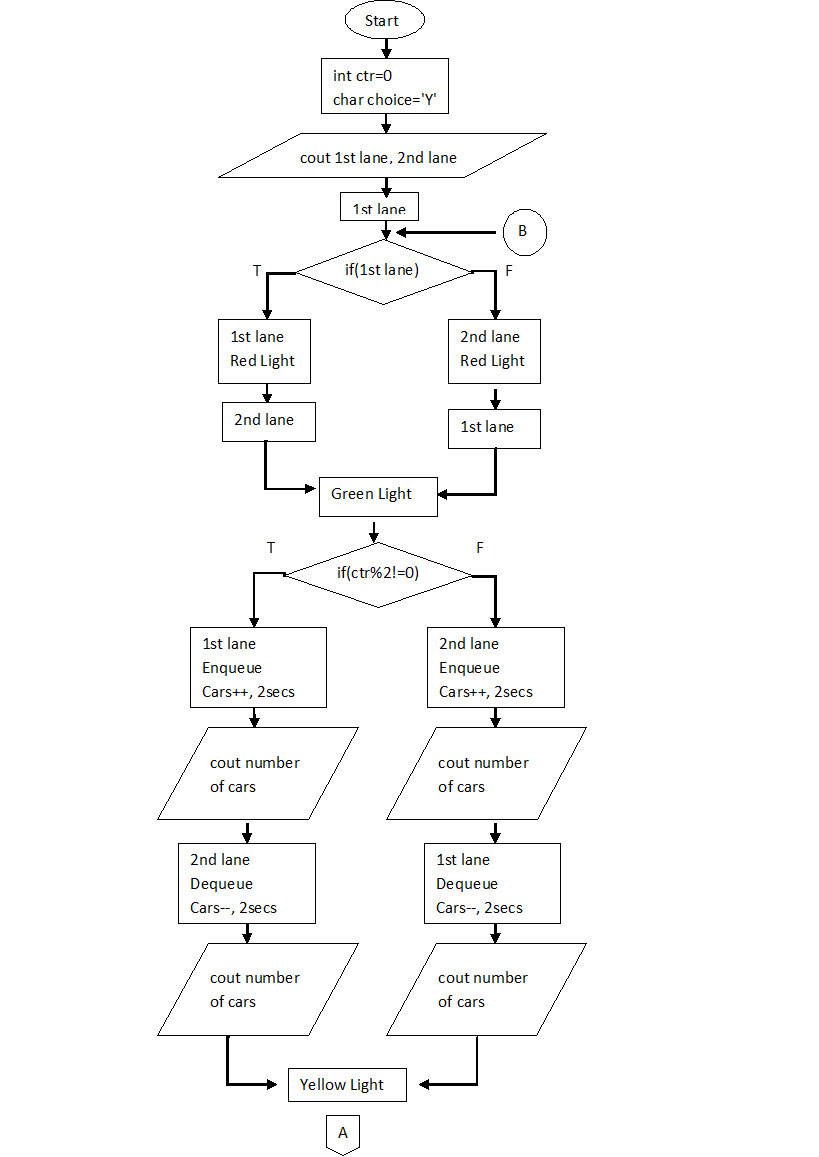 Start
int ctr=0
char choice='Y'
cout 1st lane, 2nd lane
1st lane
B
if(1st lane)
T
F
1st lane
Red Light
2nd lane
Red Light
2nd lane
1st lane
Green Light
T
F
if(ctr%2!=0)
1st lane
Enqueue
Cars++, 2secs
2nd lane
Enqueue
Cars++, 2secs
cout number
of cars
cout number
of cars
2nd lane
Dequeue
Cars--, 2secs
1st lane
Dequeue
Cars--, 2secs
cout number
of cars
cout number
of cars
Yellow Light
A